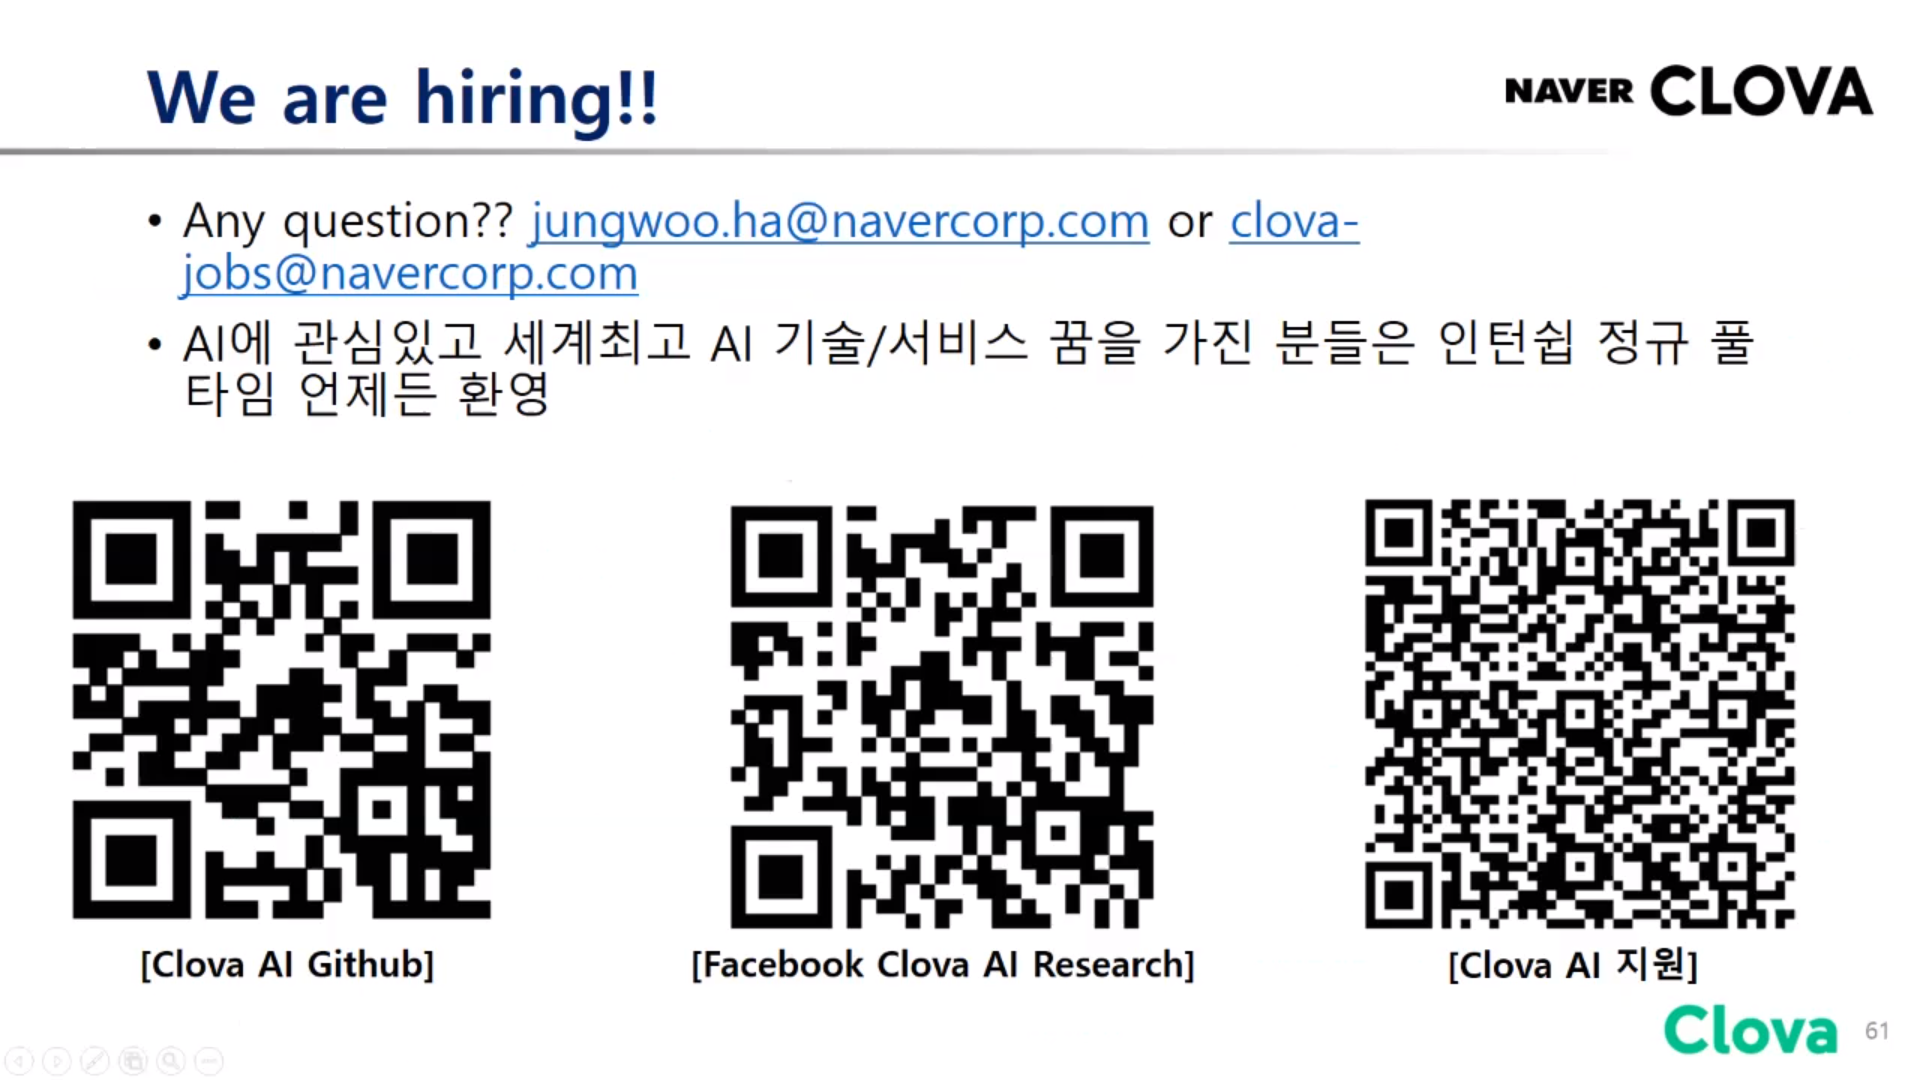 We are hiring!!
NAVER CLOVA
• Any question?? jungwoo.ha@navercorp.com or clova-
jobs@navercorp.com
• AI에 관심있고 세계최고 AI 기술/서비스 꿈을 가진 분들은 인턴쉽 정규 풀
타임 언제든 환영
[Clova AI Github]
[Facebook Clova AI Research]
[Clova AI 지원]
Clova
61